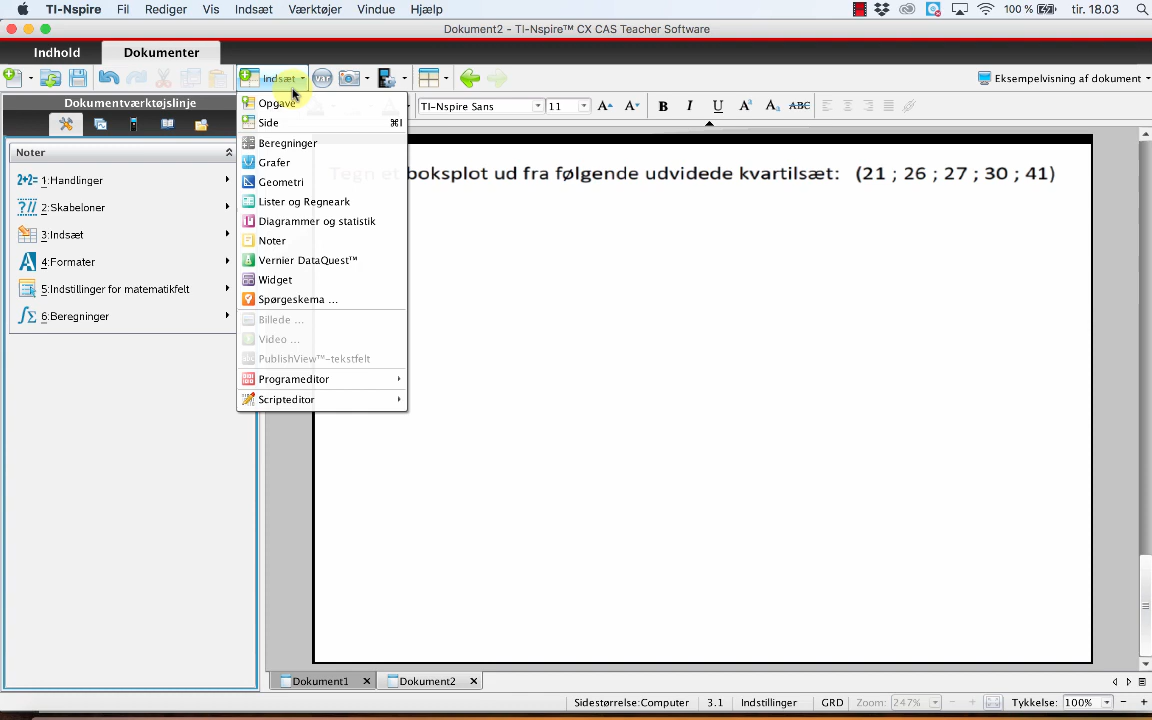 TI-Nspire Fil Rediger Vis Indsæt Værktøjer Vindue Hjælp 100 % tir. 18.03
Dokument2 - TI-Nspire™ CX CAS Teacher Software
Indhold Dokumenter
Indsæt VAR Eksempelvisning af dokument
Dokumentværktøjslinje
TI-Nspire Sans 11 A A B I U A A ABC
Noter
1:Handlinger
2:Skabeloner
3:Indsæt
4:Formater
5:Indstillinger for matematikfelt
6:Beregninger
Opgave
Side ⌘I
Beregninger
Grafer
Geometri
Lister og Regneark
Diagrammer og statistik
Noter
Vernier DataQuest™
Widget
Spørgeskema ...
Billede ...
Video ...
PublishView™-tekstfelt
Programeditor
Scripteditor
Tegn et boksplot ud fra følgende udvidede kvartilsæt: (21 ; 26 ; 27 ; 30 ; 41)
Dokument1 Dokument2
Sidestørrelse:Computer 3.1 Indstillinger GRD Zoom: 247% Tykkelse: 100%